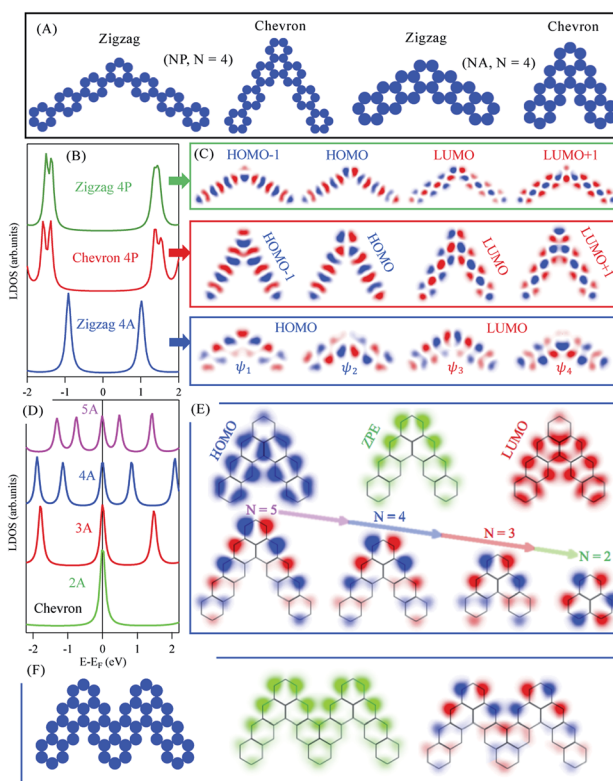 (A)
Zigzag
(NP, N = 4)
Chevron
Zigzag
(NA, N = 4)
Chevron
(B)
LDOS (arb.units)
Zigzag 4P
Chevron 4P
Zigzag 4A
-2 -1 0 1 2
(C)
HOMO-1 HOMO LUMO LUMO+1
HOMO-1 HOMO LUMO LUMO+1
HOMO LUMO
ψ1 ψ2 ψ3 ψ4
(D)
LDOS (arb.units)
5A
4A
3A
2A
Chevron
-2 -1 0 1 2
E-EF (eV)
(E)
HOMO ZPE LUMO
N = 5 N = 4 N = 3 N = 2
(F)